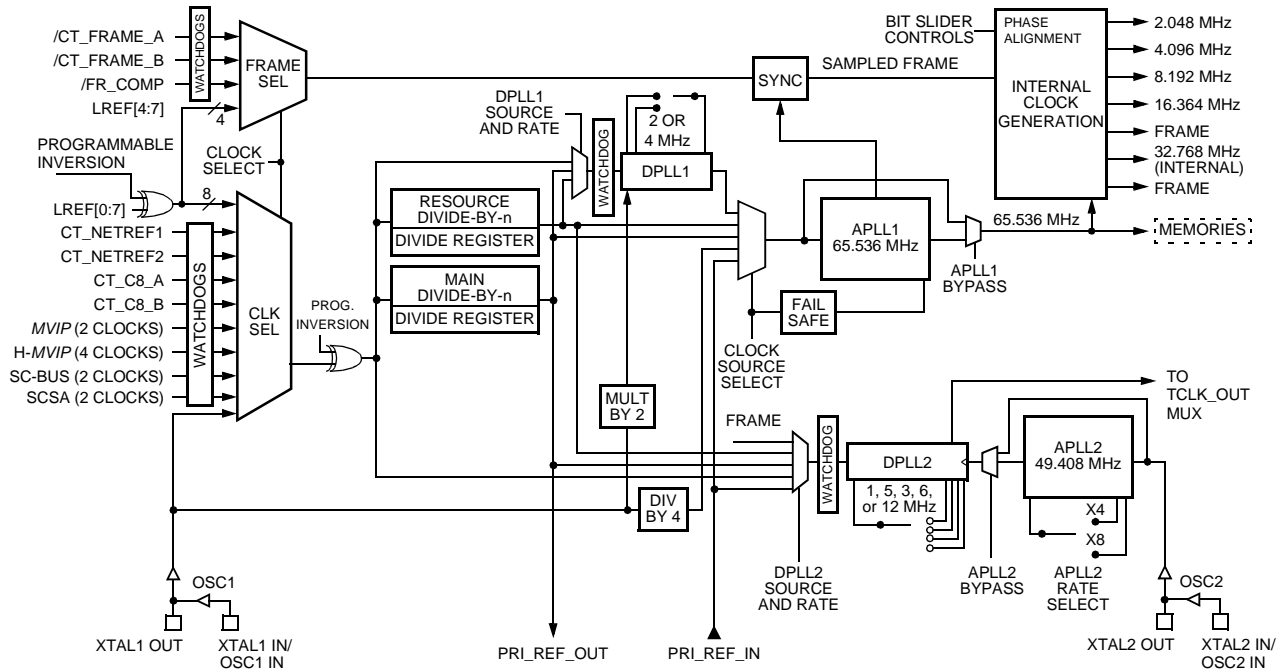 /CT_FRAME_A
/CT_FRAME_B
/FR_COMP
LREF[4:7]
WATCHDOGS
FRAME
SEL
4
PROGRAMMABLE
INVERSION
LREF[0:7]
8
CLOCK
SELECT
CT_NETREF1
CT_NETREF2
CT_C8_A
CT_C8_B
MVIP (2 CLOCKS)
H-MVIP (4 CLOCKS)
SC-BUS (2 CLOCKS)
SCSA (2 CLOCKS)
WATCHDOGS
CLK
SEL
PROG.
INVERSION
RESOURCE
DIVIDE-BY-n
DIVIDE REGISTER
MAIN
DIVIDE-BY-n
DIVIDE REGISTER
DPLL1
SOURCE
AND RATE
WATCHDOG
2 OR
4 MHz
DPLL1
SYNC
SAMPLED FRAME
BIT SLIDER
CONTROLS
PHASE
ALIGNMENT
INTERNAL
CLOCK
GENERATION
2.048 MHz
4.096 MHz
8.192 MHz
16.364 MHz
FRAME
32.768 MHz
(INTERNAL)
FRAME
APLL1
65.536 MHz
65.536 MHz
MEMORIES
APLL1
BYPASS
FAIL
SAFE
CLOCK
SOURCE
SELECT
MULT
BY 2
DIV
BY 4
FRAME
WATCHDOG
DPLL2
1, 5, 3, 6,
or 12 MHz
DPLL2
SOURCE
AND RATE
TO
TCLK_OUT
MUX
APLL2
49.408 MHz
X4
X8
APLL2
BYPASS
APLL2
RATE
SELECT
OSC1
XTAL1 OUT
XTAL1 IN/
OSC1 IN
PRI_REF_OUT
PRI_REF_IN
OSC2
XTAL2 OUT
XTAL2 IN/
OSC2 IN